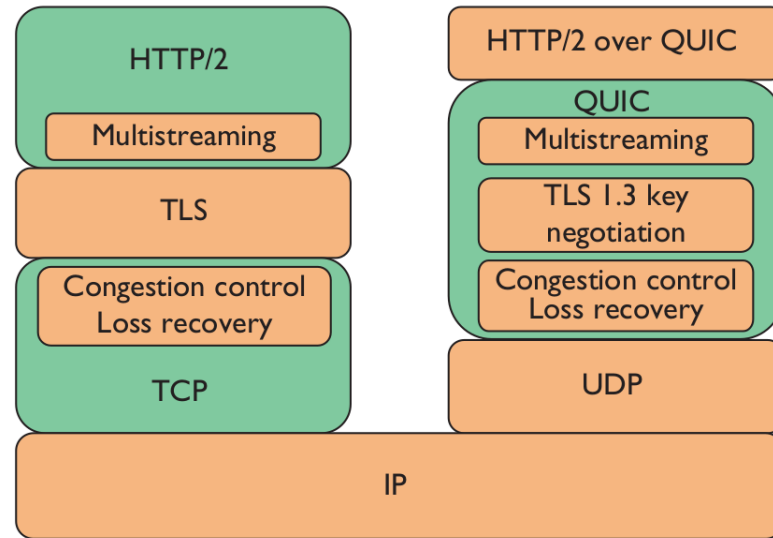 HTTP/2
Multistreaming
TLS
Congestion control
Loss recovery
TCP
HTTP/2 over QUIC
QUIC
Multistreaming
TLS 1.3 key
negotiation
Congestion control
Loss recovery
UDP
IP